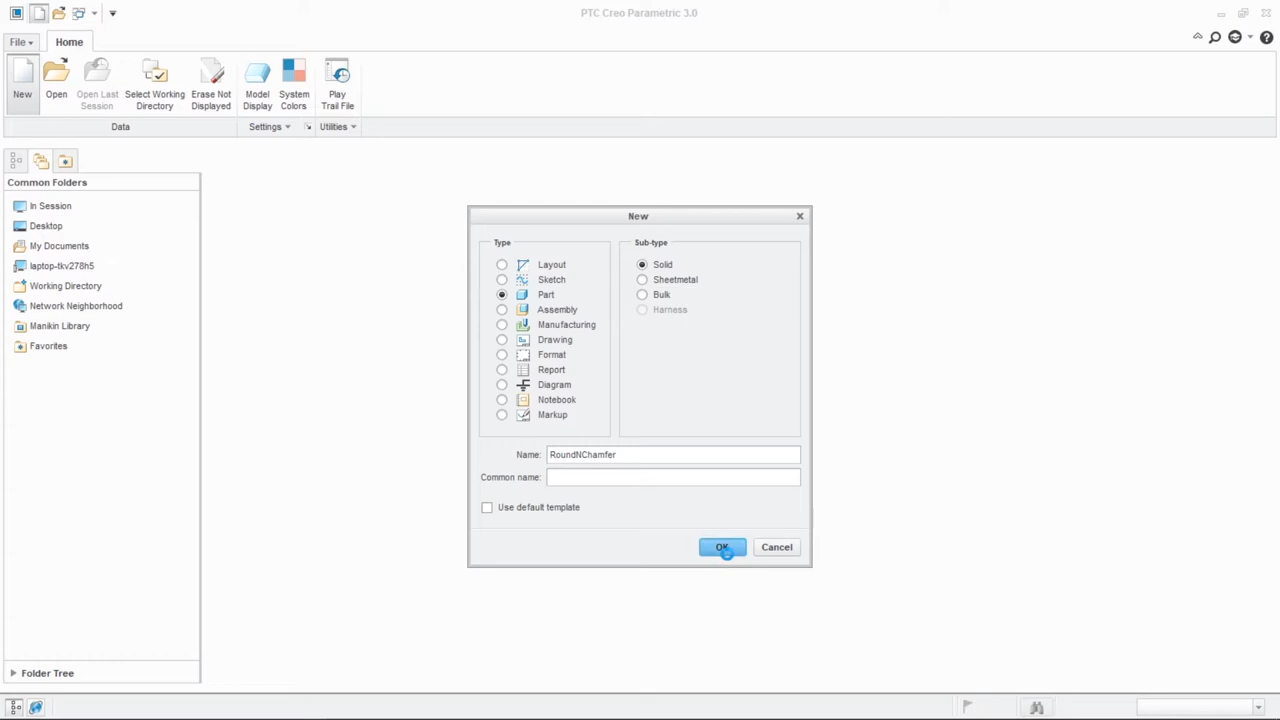 PTC Creo Parametric 3.0
File
Home
New
Open
Open Last
Session
Select Working
Directory
Erase Not
Displayed
Model
Display
System
Colors
Play
Trail File
Data
Settings
Utilities
Common Folders
In Session
Desktop
My Documents
laptop-tkv278h5
Working Directory
Network Neighborhood
Manikin Library
Favorites
Folder Tree
New
Type
Layout
Sketch
Part
Assembly
Manufacturing
Drawing
Format
Report
Diagram
Notebook
Markup
Sub-type
Solid
Sheetmetal
Bulk
Harness
Name: RoundNChamfer
Common name:
Use default template
OK
Cancel